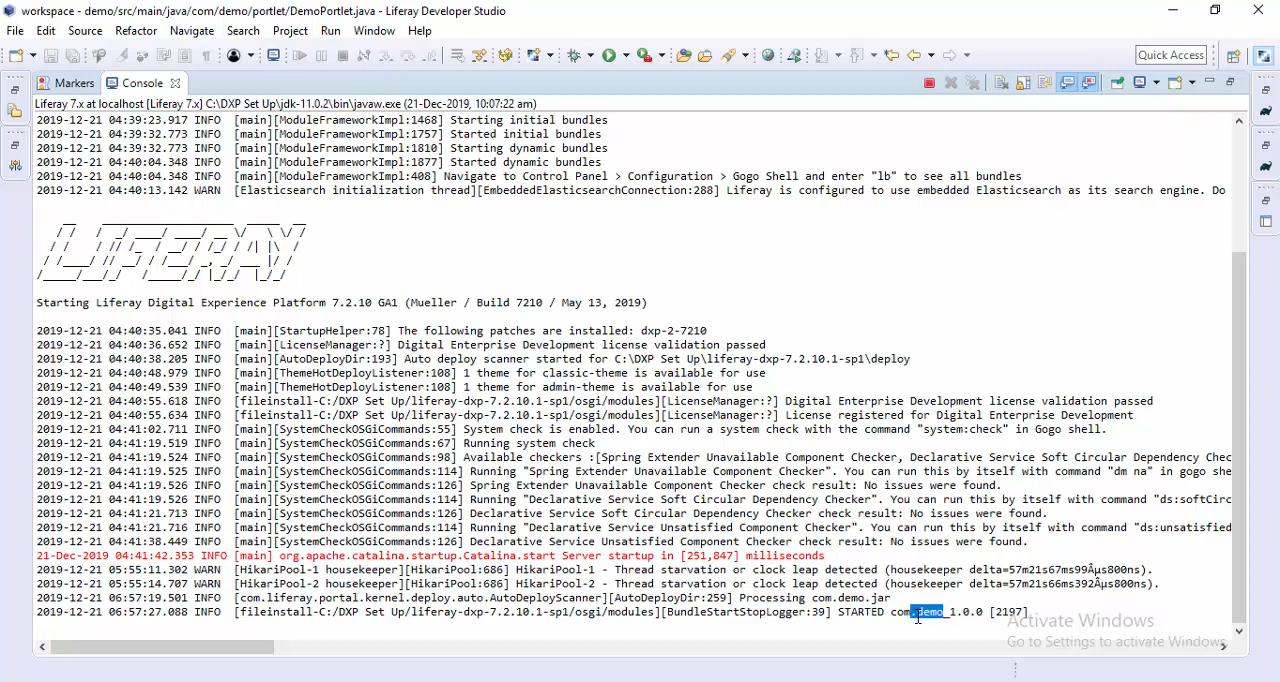 workspace - demo/src/main/java/com/demo/portlet/DemoPortlet.java - Liferay Developer Studio
File Edit Source Refactor Navigate Search Project Run Window Help
Quick Access
Markers Console
Liferay 7.x at localhost [Liferay 7.x] C:\DXP Set Up\jdk-11.0.2\bin\javaw.exe (21-Dec-2019, 10:07:22 am)
2019-12-21 04:39:23.917 INFO [main][ModuleFrameworkImpl:1468] Starting initial bundles
2019-12-21 04:39:32.773 INFO [main][ModuleFrameworkImpl:1757] Started initial bundles
2019-12-21 04:39:32.773 INFO [main][ModuleFrameworkImpl:1810] Starting dynamic bundles
2019-12-21 04:40:04.348 INFO [main][ModuleFrameworkImpl:1877] Started dynamic bundles
2019-12-21 04:40:04.348 INFO [main][ModuleFrameworkImpl:408] Navigate to Control Panel > Configuration > Gogo Shell and enter "lb" to see all bundles
2019-12-21 04:40:13.142 WARN [Elasticsearch initialization thread][EmbeddedElasticsearchConnection:288] Liferay is configured to use embedded Elasticsearch as its search engine. Do
LIFERAY
Starting Liferay Digital Experience Platform 7.2.10 GA1 (Mueller / Build 7210 / May 13, 2019)
2019-12-21 04:40:35.041 INFO [main][StartupHelper:78] The following patches are installed: dxp-2-7210
2019-12-21 04:40:36.652 INFO [main][LicenseManager:?] Digital Enterprise Development license validation passed
2019-12-21 04:40:38.205 INFO [main][AutoDeployDir:193] Auto deploy scanner started for C:\DXP Set Up\liferay-dxp-7.2.10.1-sp1\deploy
2019-12-21 04:40:48.979 INFO [main][ThemeHotDeployListener:108] 1 theme for classic-theme is available for use
2019-12-21 04:40:49.539 INFO [main][ThemeHotDeployListener:108] 1 theme for admin-theme is available for use
2019-12-21 04:40:55.618 INFO [fileinstall-C:/DXP Set Up/liferay-dxp-7.2.10.1-sp1/osgi/modules][LicenseManager:?] Digital Enterprise Development license validation passed
2019-12-21 04:40:55.634 INFO [fileinstall-C:/DXP Set Up/liferay-dxp-7.2.10.1-sp1/osgi/modules][LicenseManager:?] License registered for Digital Enterprise Development
2019-12-21 04:41:02.711 INFO [main][SystemCheckOSGiCommands:55] System check is enabled. You can run a system check with the command "system:check" in Gogo shell.
2019-12-21 04:41:19.519 INFO [main][SystemCheckOSGiCommands:67] Running system check
2019-12-21 04:41:19.524 INFO [main][SystemCheckOSGiCommands:98] Available checkers :[Spring Extender Unavailable Component Checker, Declarative Service Soft Circular Dependency Chec
2019-12-21 04:41:19.525 INFO [main][SystemCheckOSGiCommands:114] Running "Spring Extender Unavailable Component Checker". You can run this by itself with command "dm na" in gogo she
2019-12-21 04:41:19.526 INFO [main][SystemCheckOSGiCommands:126] Spring Extender Unavailable Component Checker check result: No issues were found.
2019-12-21 04:41:19.526 INFO [main][SystemCheckOSGiCommands:114] Running "Declarative Service Soft Circular Dependency Checker". You can run this by itself with command "ds:softCirc
2019-12-21 04:41:21.713 INFO [main][SystemCheckOSGiCommands:126] Declarative Service Soft Circular Dependency Checker check result: No issues were found.
2019-12-21 04:41:21.716 INFO [main][SystemCheckOSGiCommands:114] Running "Declarative Service Unsatisfied Component Checker". You can run this by itself with command "ds:unsatisfied
2019-12-21 04:41:38.449 INFO [main][SystemCheckOSGiCommands:126] Declarative Service Unsatisfied Component Checker check result: No issues were found.
21-Dec-2019 04:41:42.353 INFO [main] org.apache.catalina.startup.Catalina.start Server startup in [251,847] milliseconds
2019-12-21 05:55:11.302 WARN [HikariPool-1 housekeeper][HikariPool:686] HikariPool-1 - Thread starvation or clock leap detected (housekeeper delta=57m21s67ms99Âµs800ns).
2019-12-21 05:55:14.707 WARN [HikariPool-2 housekeeper][HikariPool:686] HikariPool-2 - Thread starvation or clock leap detected (housekeeper delta=57m21s66ms392Âµs800ns).
2019-12-21 06:57:19.501 INFO [com.liferay.portal.kernel.deploy.auto.AutoDeployScanner][AutoDeployDir:259] Processing com.demo.jar
2019-12-21 06:57:27.088 INFO [fileinstall-C:/DXP Set Up/liferay-dxp-7.2.10.1-sp1/osgi/modules][BundleStartStopLogger:39] STARTED com.demo_1.0.0 [2197]
Activate Windows
Go to Settings to activate Windows.